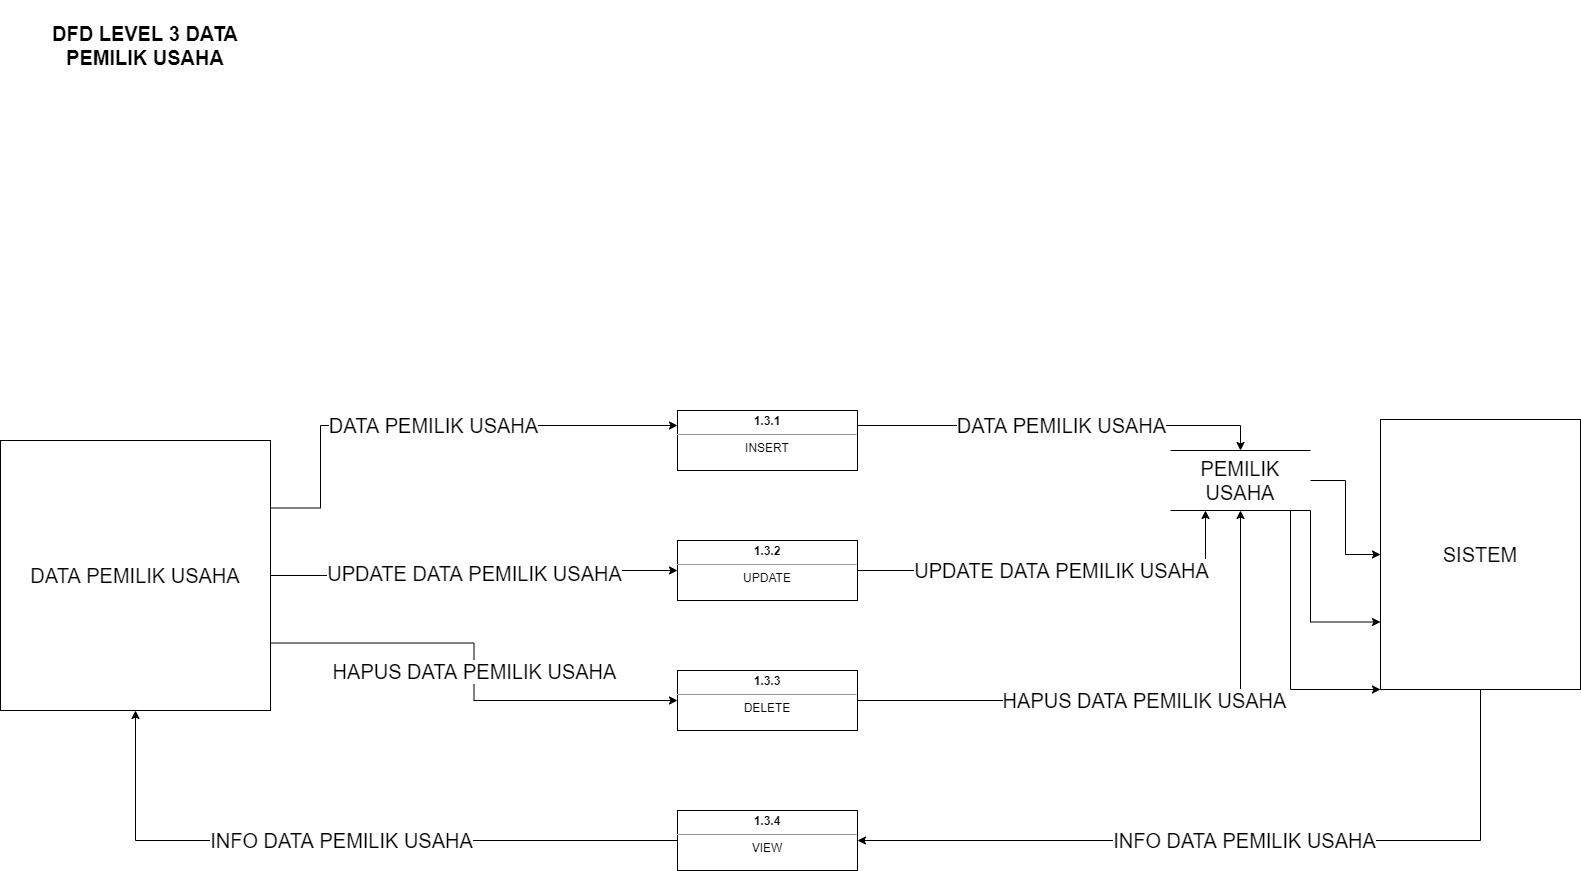 DFD LEVEL 3 DATA
PEMILIK USAHA
DATA PEMILIK USAHA
1.3.1
INSERT
DATA PEMILIK USAHA
PEMILIK
USAHA
DATA PEMILIK USAHA
UPDATE DATA PEMILIK USAHA
1.3.2
UPDATE
UPDATE DATA PEMILIK USAHA
SISTEM
HAPUS DATA PEMILIK USAHA
1.3.3
DELETE
HAPUS DATA PEMILIK USAHA
INFO DATA PEMILIK USAHA
1.3.4
VIEW
INFO DATA PEMILIK USAHA